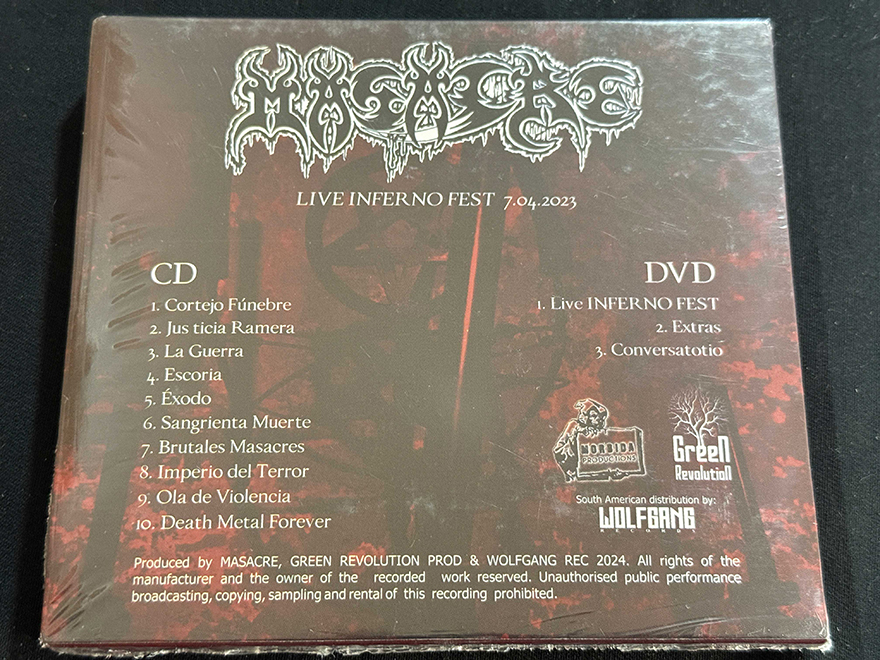 MASACRE
LIVE INFERNO FEST 7.04.2023
CD
1. Cortejo Fúnebre
2. Jus ticia Ramera
3. La Guerra
4. Escoria
5. Éxodo
6. Sangrienta Muerte
7. Brutales Masacres
8. Imperio del Terror
9. Ola de Violencia
10. Death Metal Forever
DVD
1. Live INFERNO FEST
2. Extras
3. Conversatotio
MORBIDA
PRODUCTIONS
Green
Revolution
South American distribution by:
WOLFGANG
RECORDS
Produced by MASACRE, GREEN REVOLUTION PROD & WOLFGANG REC 2024. All rights of the
manufacturer and the owner of the recorded work reserved. Unauthorised public performance
broadcasting, copying, sampling and rental of this recording prohibited.